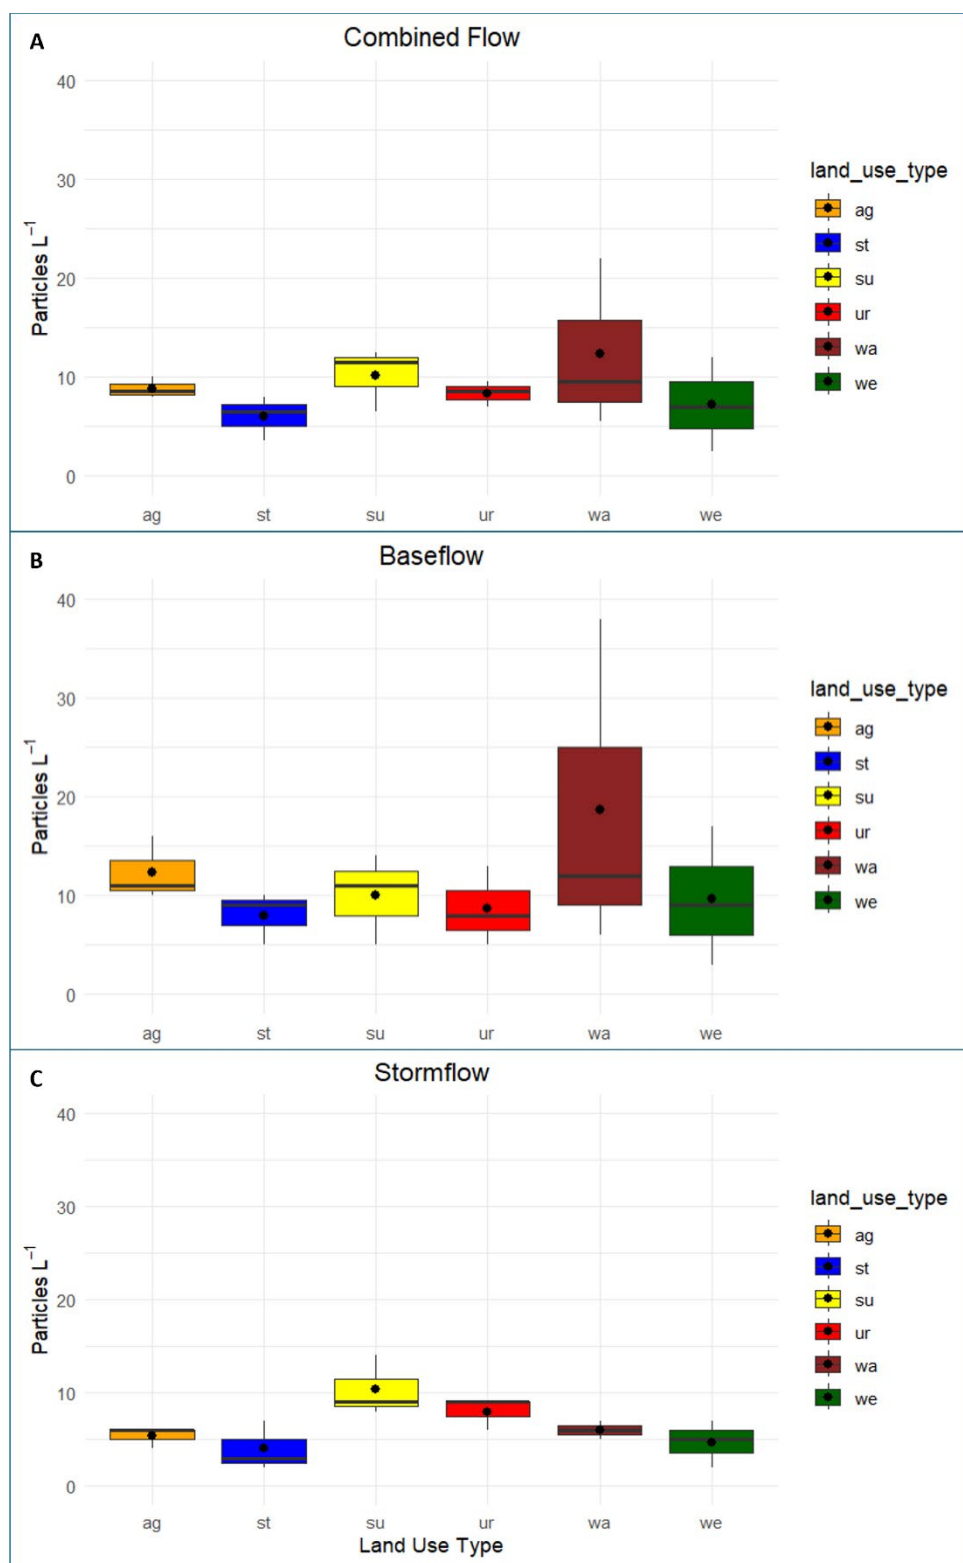 A
Combined Flow
Particles L⁻¹
40
30
20
10
0
ag
st
su
ur
wa
we
land_use_type
ag
st
su
ur
wa
we
B
Baseflow
Particles L⁻¹
40
30
20
10
0
ag
st
su
ur
wa
we
land_use_type
ag
st
su
ur
wa
we
C
Stormflow
Particles L⁻¹
40
30
20
10
0
ag
st
su
ur
wa
we
Land Use Type
land_use_type
ag
st
su
ur
wa
we